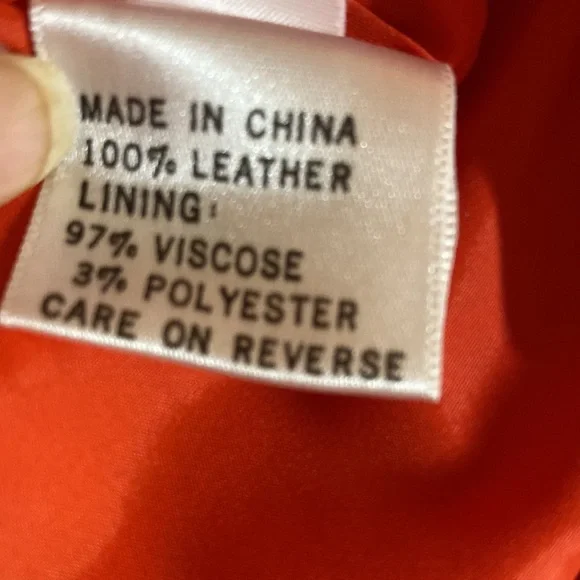 MADE IN CHINA
100% LEATHER
LINING:
97% VISCOSE
3% POLYESTER
CARE ON REVERSE